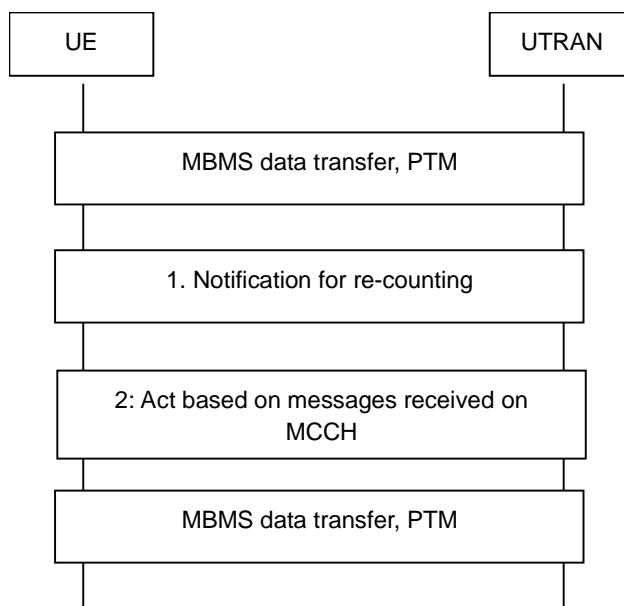 UE
UTRAN
MBMS data transfer, PTM
1. Notification for re-counting
2: Act based on messages received on
MCCH
MBMS data transfer, PTM